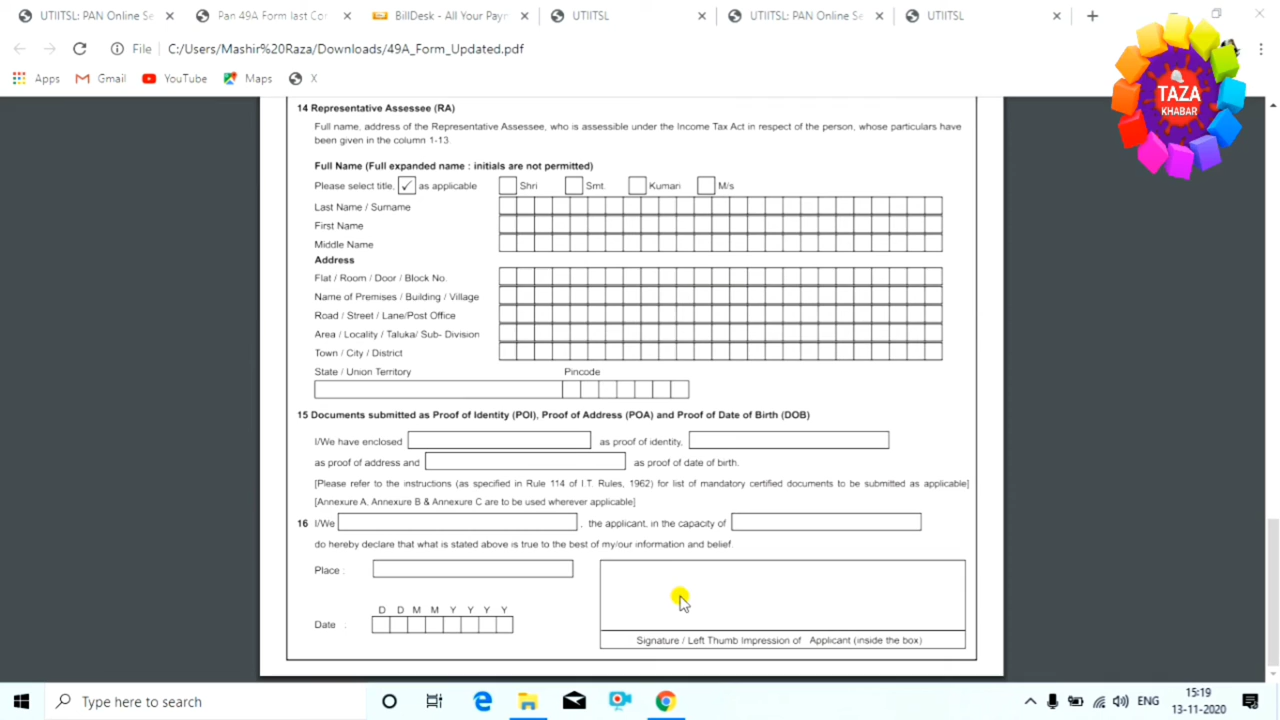 UTIITSL: PAN Online Se
Pan 49A Form last Cor
BillDesk - All Your Payn
UTIITSL
UTIITSL: PAN Online Se
UTIITSL
File
C:/Users/Mashir%20Raza/Downloads/49A_Form_Updated.pdf
Apps
Gmail
YouTube
Maps
X
TAZA
KHABAR
14 Representative Assessee (RA)
Full name, address of the Representative Assessee, who is assessible under the Income Tax Act in respect of the person, whose particulars have
been given in the column 1-13.
Full Name (Full expanded name : initials are not permitted)
Please select title, ✓ as applicable Shri Smt. Kumari M/s
Last Name / Surname
First Name
Middle Name
Address
Flat / Room / Door / Block No.
Name of Premises / Building / Village
Road / Street / Lane/Post Office
Area / Locality / Taluka/ Sub- Division
Town / City / District
State / Union Territory Pincode
15 Documents submitted as Proof of Identity (POI), Proof of Address (POA) and Proof of Date of Birth (DOB)
I/We have enclosed as proof of identity,
as proof of address and as proof of date of birth.
[Please refer to the instructions (as specified in Rule 114 of I.T. Rules, 1962) for list of mandatory certified documents to be submitted as applicable]
[Annexure A, Annexure B & Annexure C are to be used wherever applicable]
16 I/We , the applicant, in the capacity of
do hereby declare that what is stated above is true to the best of my/our information and belief.
Place :
D D M M Y Y Y Y
Date :
Signature / Left Thumb Impression of Applicant (inside the box)
Type here to search
ENG
15:19
13-11-2020